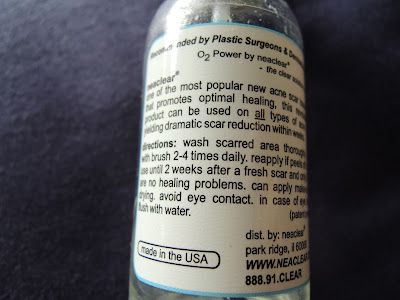 by Plastic Surgeons &
O2 Power by neaclear®
- the clear
neaclear®
one of the most popular new acne scar
that promotes optimal healing, this
product can be used on all types of
yielding dramatic scar reduction within
directions: wash scarred area
with brush 2-4 times daily. reapply if
use until 2 weeks after a fresh scar and
are no healing problems. can apply
drying. avoid eye contact. in case of eye
flush with water.
dist. by: neaclear®
park ridge, il
made in the USA
888.91.CLEAR